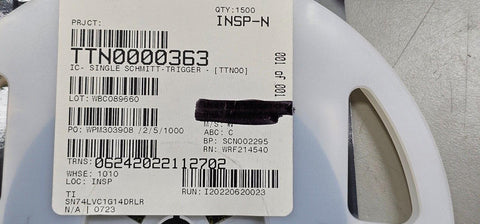 QTY:1500
PRJCT:
INSP-N
TTN0000363
IC- SINGLE SCHMITT-TRIGGER - [TTN00]
001 OF 001
LOT: WBC089660
M/S: N
PO: WPM303908 /2/5/1000
ABC: C
BP: SCN002295
RN: WRF214540
TRNS: 06242022112702
WHSE: 1010
LOC: INSP
RUN: I20220620023
TI
SN74LVC1G14DRLR
N/A | 0723